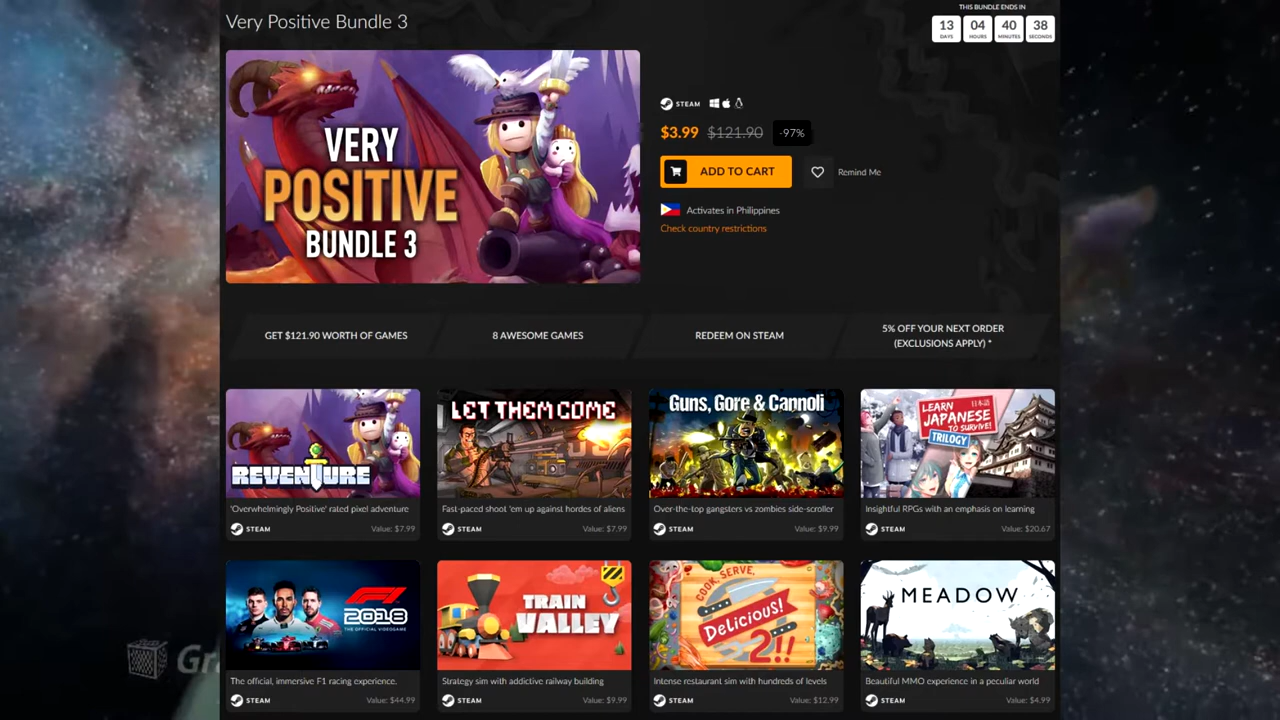 Very Positive Bundle 3
THIS BUNDLE ENDS IN
13 04 40 38
DAYS HOURS MINUTES SECONDS
VERY
POSITIVE
BUNDLE 3
STEAM
$3.99 $121.90 -97%
ADD TO CART Remind Me
Activates in Philippines
Check country restrictions
GET $121.90 WORTH OF GAMES
8 AWESOME GAMES
REDEEM ON STEAM
5% OFF YOUR NEXT ORDER
(EXCLUSIONS APPLY) *
REVENTURE
'Overwhelmingly Positive' rated pixel adventure
STEAM Value: $7.99
LET THEM COME
Fast-paced shoot 'em up against hordes of aliens
STEAM Value: $7.99
Guns, Gore & Cannoli
Over-the-top gangsters vs zombies side-scroller
STEAM Value: $9.99
日本語
LEARN
JAPANESE
TO SURVIVE!
TRILOGY
Insightful RPGs with an emphasis on learning
STEAM Value: $20.67
F1
2018
THE OFFICIAL VIDEOGAME
The official, immersive F1 racing experience.
STEAM Value: $44.99
TRAIN
VALLEY
Strategy sim with addictive railway building
STEAM Value: $9.99
COOK, SERVE,
Delicious!
2!!
Intense restaurant sim with hundreds of levels
STEAM Value: $12.99
MEADOW
Beautiful MMO experience in a peculiar world
STEAM Value: $4.99